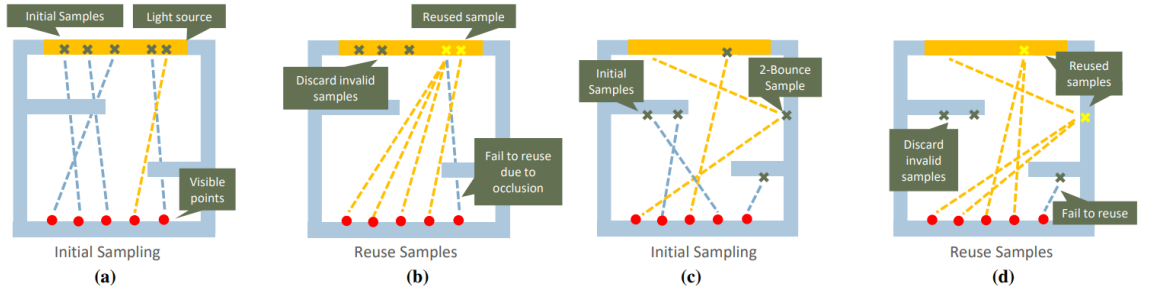 Initial Samples
Light source
Visible
points
Initial Sampling
(a)
Reused sample
Discard invalid
samples
Fail to reuse
due to
occlusion
Reuse Samples
(b)
Initial
Samples
2-Bounce
Sample
Initial Sampling
(c)
Reused
samples
Discard
invalid
samples
Fail to reuse
Reuse Samples
(d)